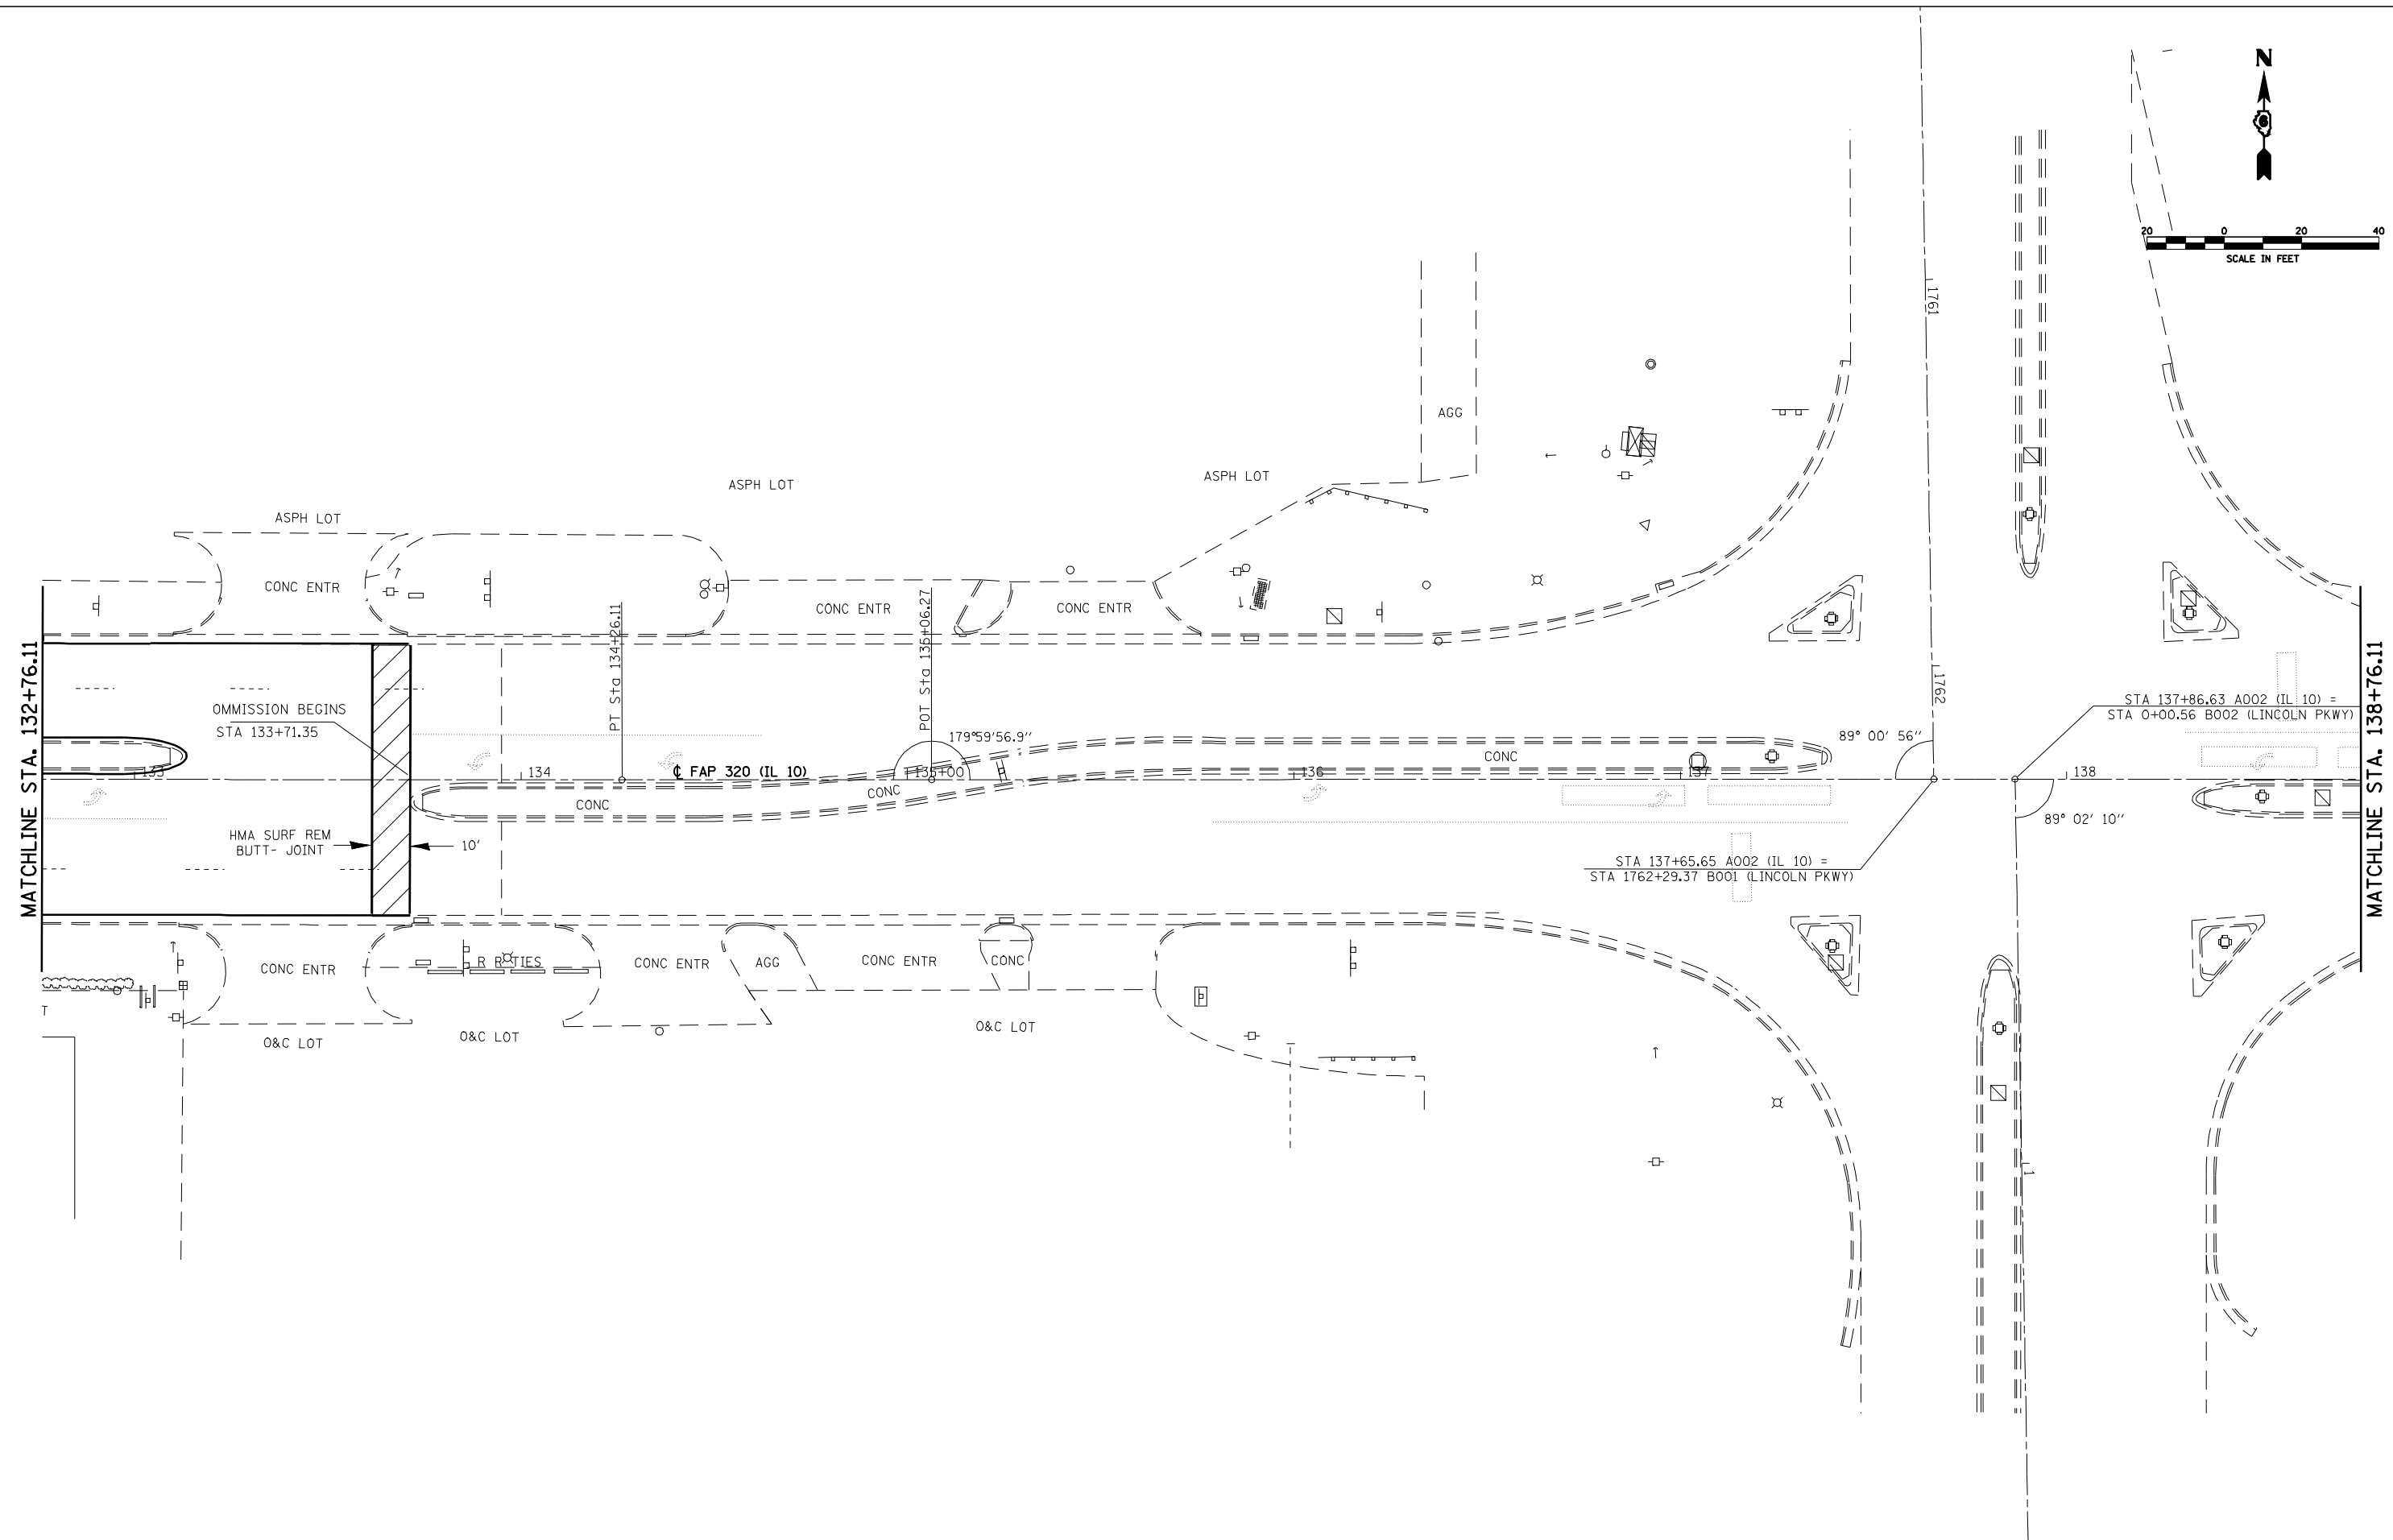 N
6
20 0 20 40
SCALE IN FEET
1761
AGG
ASPH LOT
ASPH LOT
ASPH LOT
CONC ENTR
CONC ENTR
CONC ENTR
PT Sta 134+26.11
POT Sta 135+06.27
MATCHLINE STA. 132+76.11
MATCHLINE STA. 138+76.11
1762
OMMISSION BEGINS
STA 133+71.35
STA 137+86.63 A002 (IL 10) =
STA 0+00.56 B002 (LINCOLN PKWY)
179°59'56.9"
89° 00' 56"
CONC
133
134
℄ FAP 320 (IL 10)
135+00
136
137
138
CONC
CONC
89° 02' 10"
HMA SURF REM
BUTT- JOINT
10'
STA 137+65.65 A002 (IL 10) =
STA 1762+29.37 B001 (LINCOLN PKWY)
CONC ENTR
R R TIES
CONC ENTR
AGG
CONC ENTR
CONC
T
O&C LOT
O&C LOT
O&C LOT
1